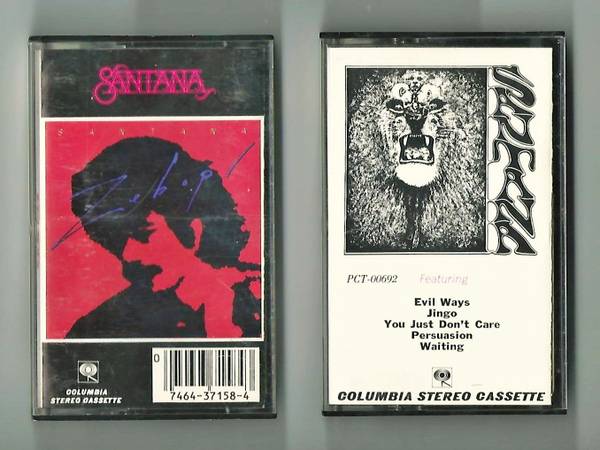 SANTANA
SANTANA
Zebop!
0
7464-37158-4
COLUMBIA
STEREO CASSETTE
SANTANA
PCT-00692 Featuring
Evil Ways
Jingo
You Just Don't Care
Persuasion
Waiting
COLUMBIA STEREO CASSETTE